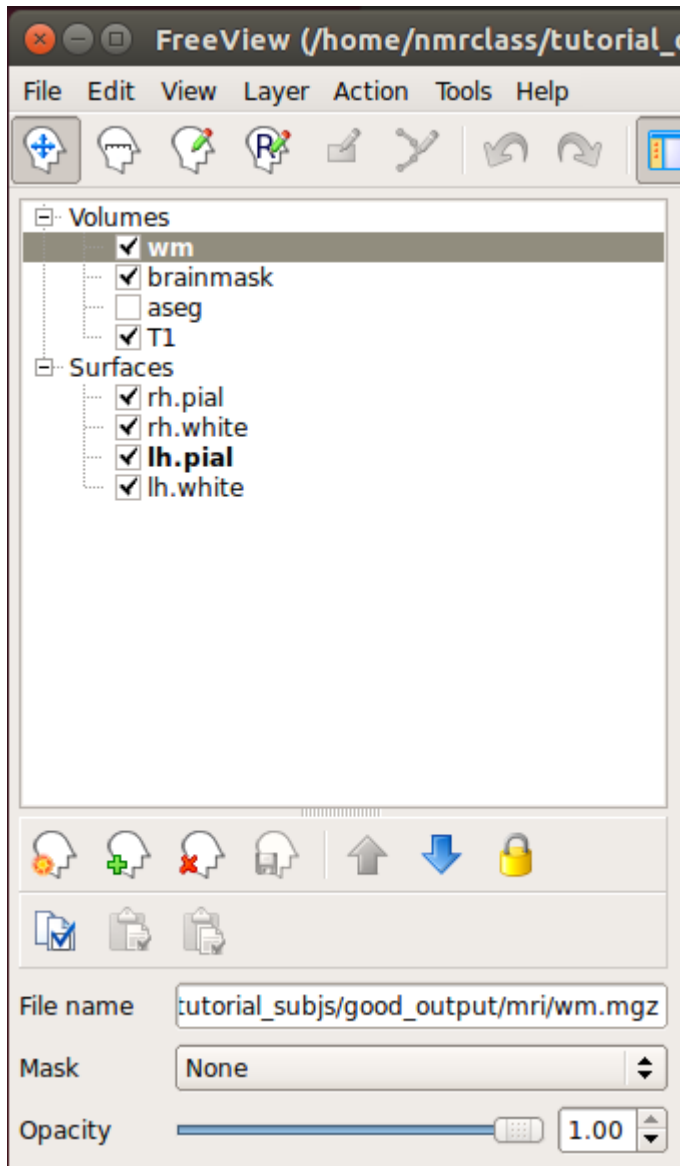 FreeView (/home/nmrclass/tutorial_
File Edit View Layer Action Tools Help
R
Volumes
wm
brainmask
aseg
T1
Surfaces
rh.pial
rh.white
lh.pial
lh.white
File name tutorial_subjs/good_output/mri/wm.mgz
Mask None
Opacity 1.00